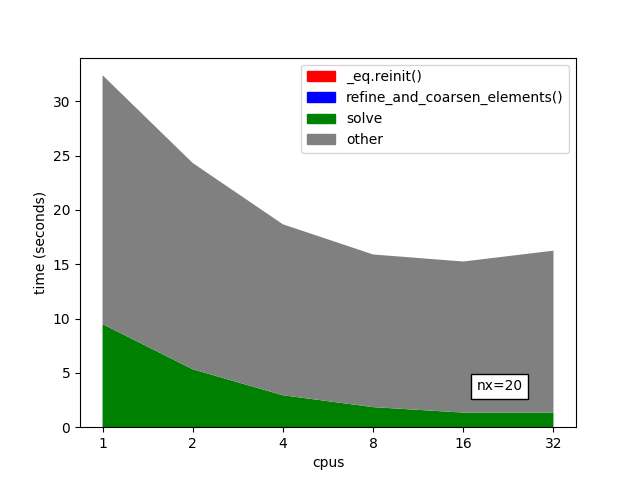 _eq.reinit()
refine_and_coarsen_elements()
solve
other
time (seconds)
30
25
20
15
10
5
0
nx=20
1 2 4 8 16 32
cpus